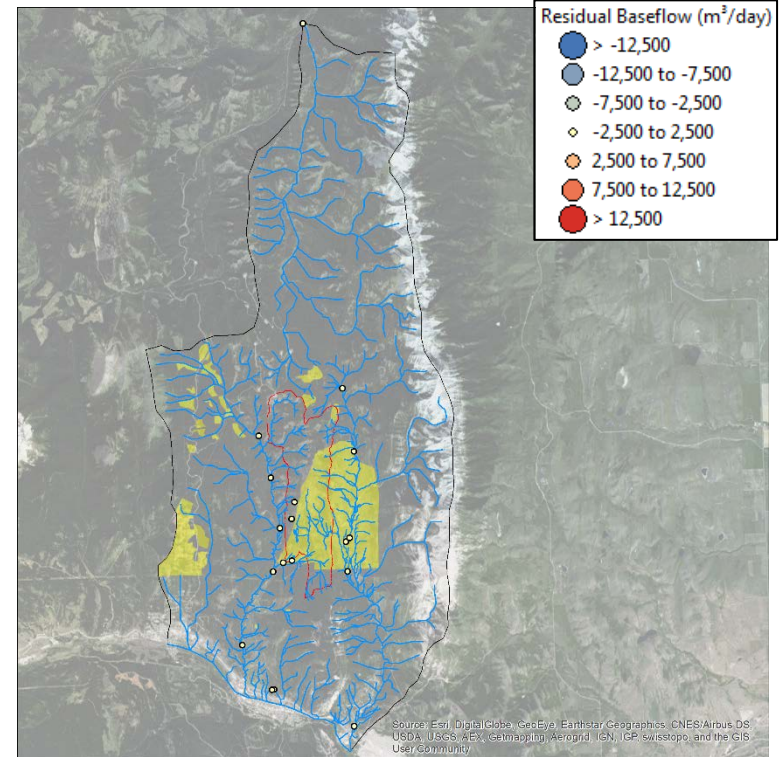 Residual Baseflow (m³/day)
> -12,500
-12,500 to -7,500
-7,500 to -2,500
-2,500 to 2,500
2,500 to 7,500
7,500 to 12,500
> 12,500
Source: Esri, DigitalGlobe, GeoEye, Earthstar Geographics, CNES/Airbus DS,
USDA, USGS, AEX, Getmapping, Aerogrid, IGN, IGP, swisstopo, and the GIS
User Community